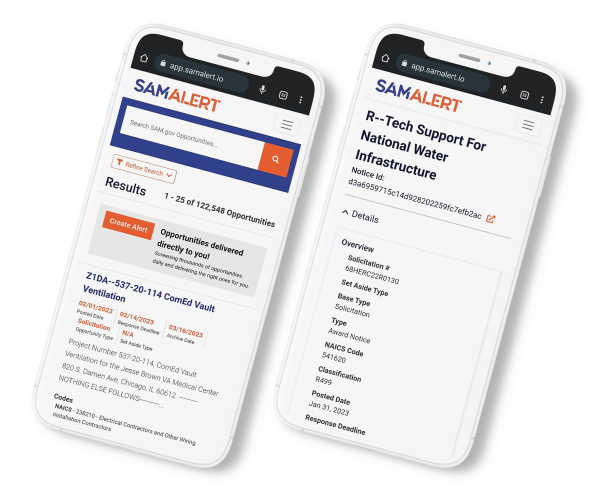 app.samalert.io
SAMALERT
Search SAM.gov Opportunities...
Refine Search
Results
1 - 25 of 122,548 Opportunities
Create Alert
Opportunities delivered
directly to you!
Screening thousands of opportunities
daily and delivering the right ones for you.
Z1DA--537-20-114 ComEd Vault
Ventilation
02/01/2023
Posted Date
02/14/2023
Response Deadline
03/16/2023
Archive Date
Solicitation
Opportunity Type
N/A
Set Aside Type
Project Number 537-20-114, ComEd Vault
Ventilation for the Jesse Brown VA Medical Center
820 S. Damen Ave, Chicago, IL 60612. --------
NOTHING ELSE FOLLOWS----------...
Codes
NAICS - 238210 - Electrical Contractors and Other Wiring
Installation Contractors
app.samalert.io
SAMALERT
R--Tech Support For
National Water
Infrastructure
Notice Id:
d3a6959715c14d928202259fc7efb2ac
Details
Overview
Solicitation #
68HERC22R0130
Set Aside Type
Base Type
Solicitation
Type
Award Notice
NAICS Code
541620
Classification
R499
Posted Date
Jan 31, 2023
Response Deadline